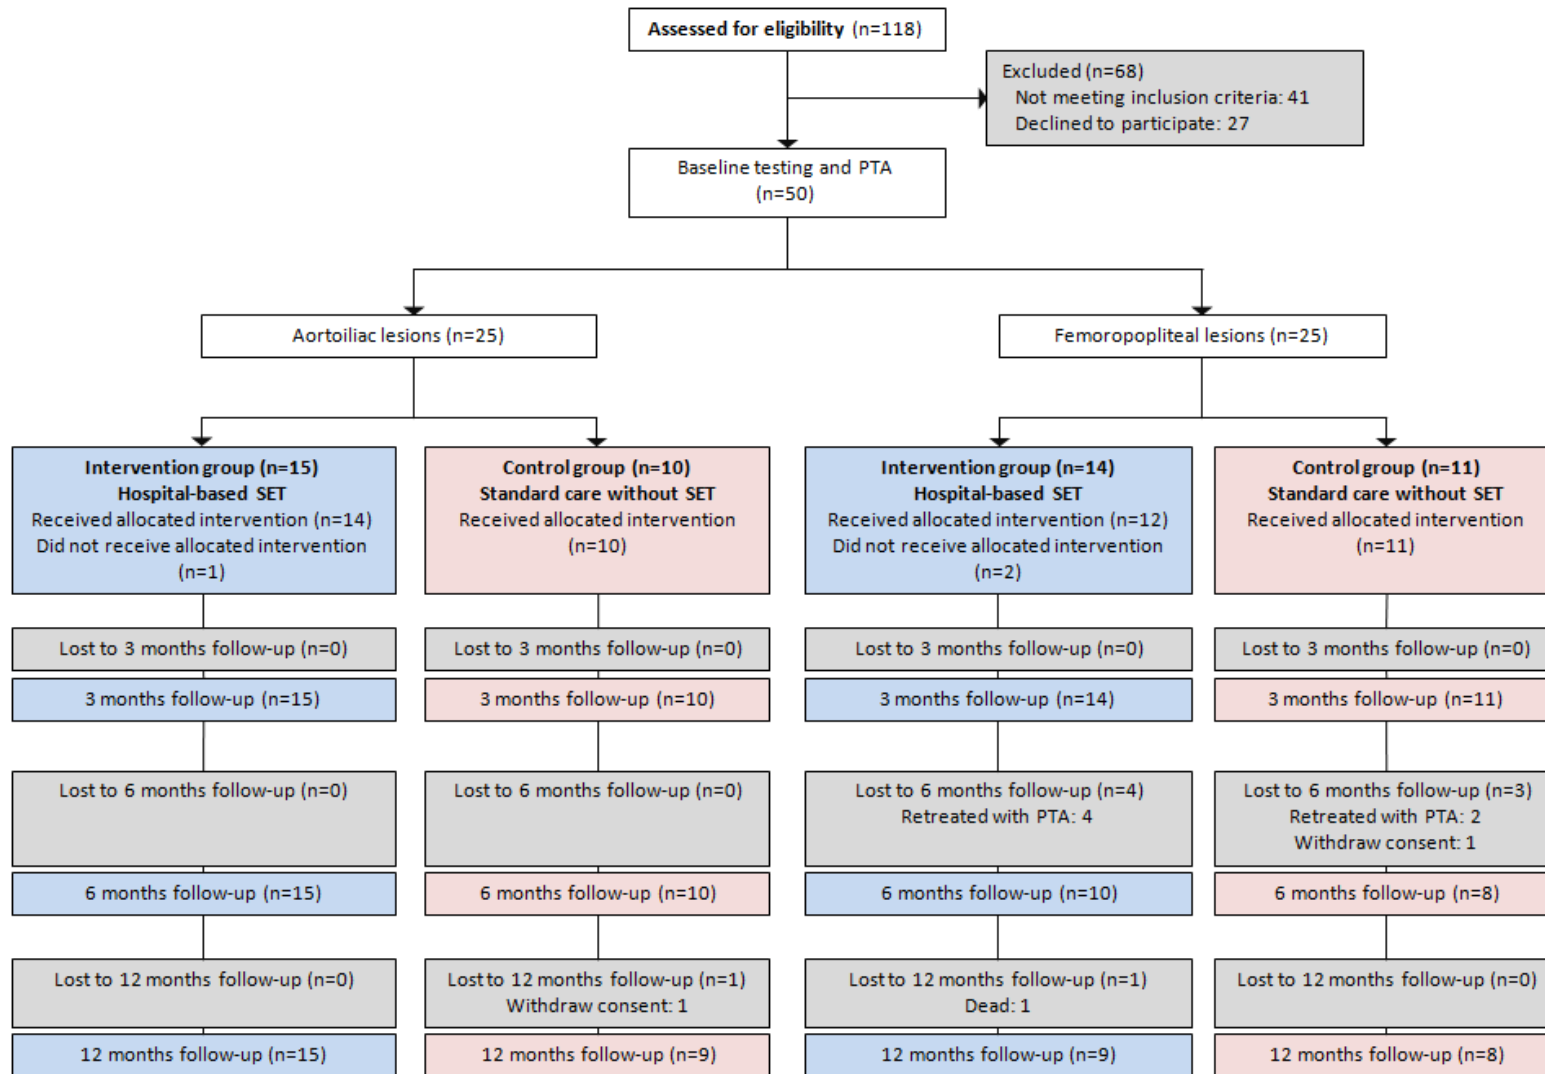 Assessed for eligibility (n=118)
Excluded (n=68)
Not meeting inclusion criteria: 41
Declined to participate: 27
Baseline testing and PTA
(n=50)
Aortoiliac lesions (n=25)
Femoropopliteal lesions (n=25)
Intervention group (n=15)
Hospital-based SET
Received allocated intervention (n=14)
Did not receive allocated intervention
(n=1)
Control group (n=10)
Standard care without SET
Received allocated intervention
(n=10)
Intervention group (n=14)
Hospital-based SET
Received allocated intervention (n=12)
Did not receive allocated intervention
(n=2)
Control group (n=11)
Standard care without SET
Received allocated intervention
(n=11)
Lost to 3 months follow-up (n=0)
Lost to 3 months follow-up (n=0)
Lost to 3 months follow-up (n=0)
Lost to 3 months follow-up (n=0)
3 months follow-up (n=15)
3 months follow-up (n=10)
3 months follow-up (n=14)
3 months follow-up (n=11)
Lost to 6 months follow-up (n=0)
Lost to 6 months follow-up (n=0)
Lost to 6 months follow-up (n=4)
Retreated with PTA: 4
Lost to 6 months follow-up (n=3)
Retreated with PTA: 2
Withdraw consent: 1
6 months follow-up (n=15)
6 months follow-up (n=10)
6 months follow-up (n=10)
6 months follow-up (n=8)
Lost to 12 months follow-up (n=0)
Lost to 12 months follow-up (n=1)
Withdraw consent: 1
Lost to 12 months follow-up (n=1)
Dead: 1
Lost to 12 months follow-up (n=0)
12 months follow-up (n=15)
12 months follow-up (n=9)
12 months follow-up (n=9)
12 months follow-up (n=8)